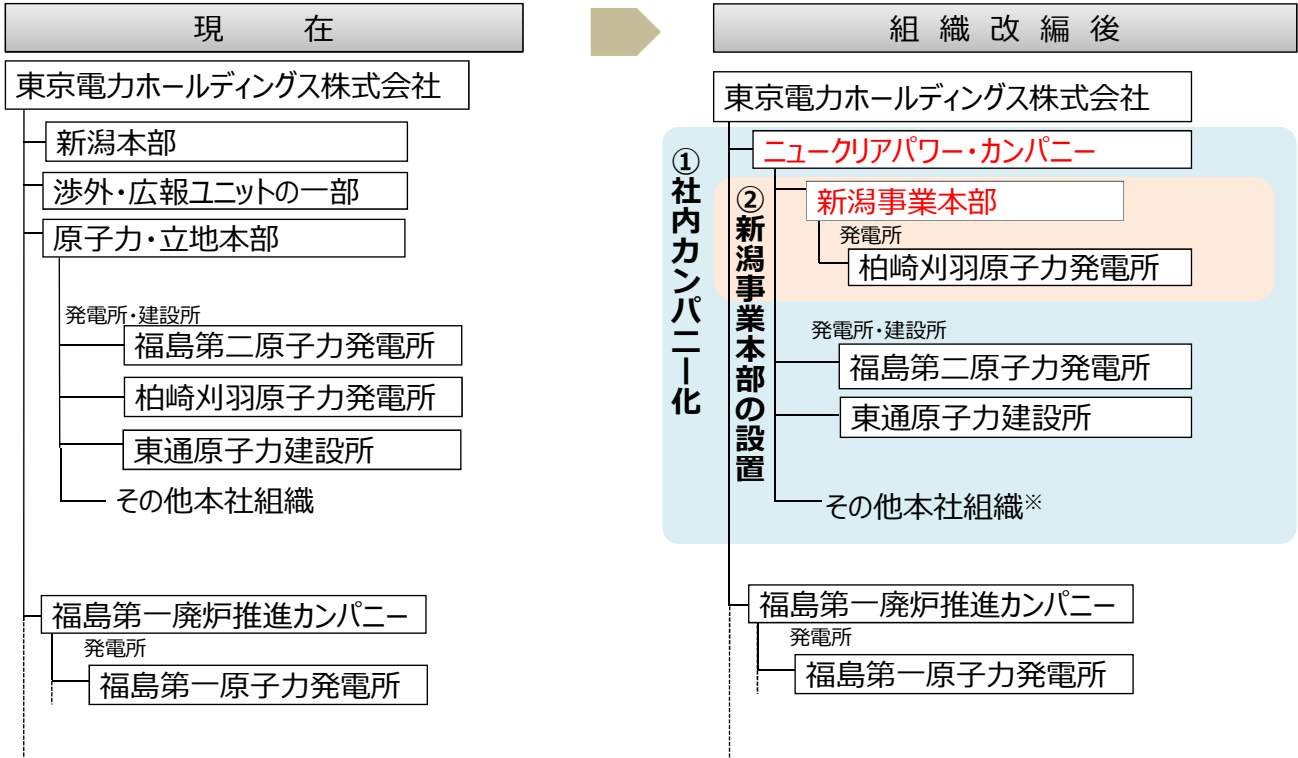 現在
東京電力ホールディングス株式会社
新潟本部
渉外・広報ユニットの一部
原子力・立地本部
発電所・建設所
福島第二原子力発電所
柏崎刈羽原子力発電所
東通原子力建設所
その他本社組織
福島第一廃炉推進カンパニー
発電所
福島第一原子力発電所
組織改編後
東京電力ホールディングス株式会社
①社内カンパニー化
ニュークリアパワー・カンパニー
②新潟事業本部の設置
新潟事業本部
発電所
柏崎刈羽原子力発電所
発電所・建設所
福島第二原子力発電所
東通原子力建設所
その他本社組織※
福島第一廃炉推進カンパニー
発電所
福島第一原子力発電所